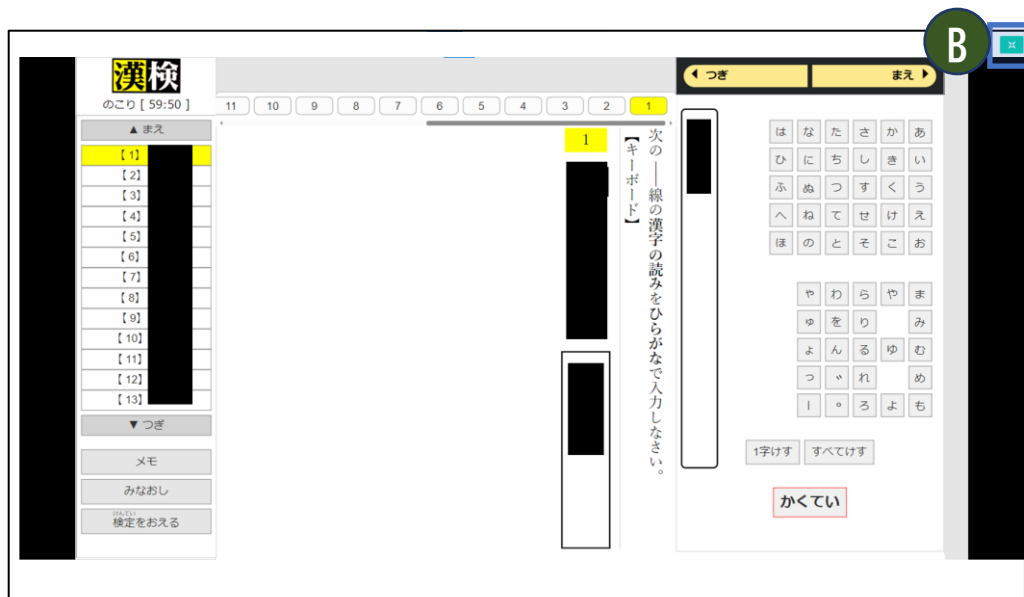 B
漢検
のこり [ 59:50 ]
▲ まえ
【 1】
【 2】
【 3】
【 4】
【 5】
【 6】
【 7】
【 8】
【 9】
【 10】
【 11】
【 12】
【 13】
▼ つぎ
メモ
みなおし
けんてい
検定をおえる
11 10 9 8 7 6 5 4 3 2 1
次の――線の漢字の読みをひらがなで入力しなさい。
【キーボード】
1
つぎ まえ
は な た さ か あ
ひ に ち し き い
ふ ぬ つ す く う
へ ね て せ け え
ほ の と そ こ お
ゃ わ ら や ま
ゅ を り み
ょ ん る ゆ む
っ ゛ れ め
ー ゜ ろ よ も
1字けす すべてけす
かくてい